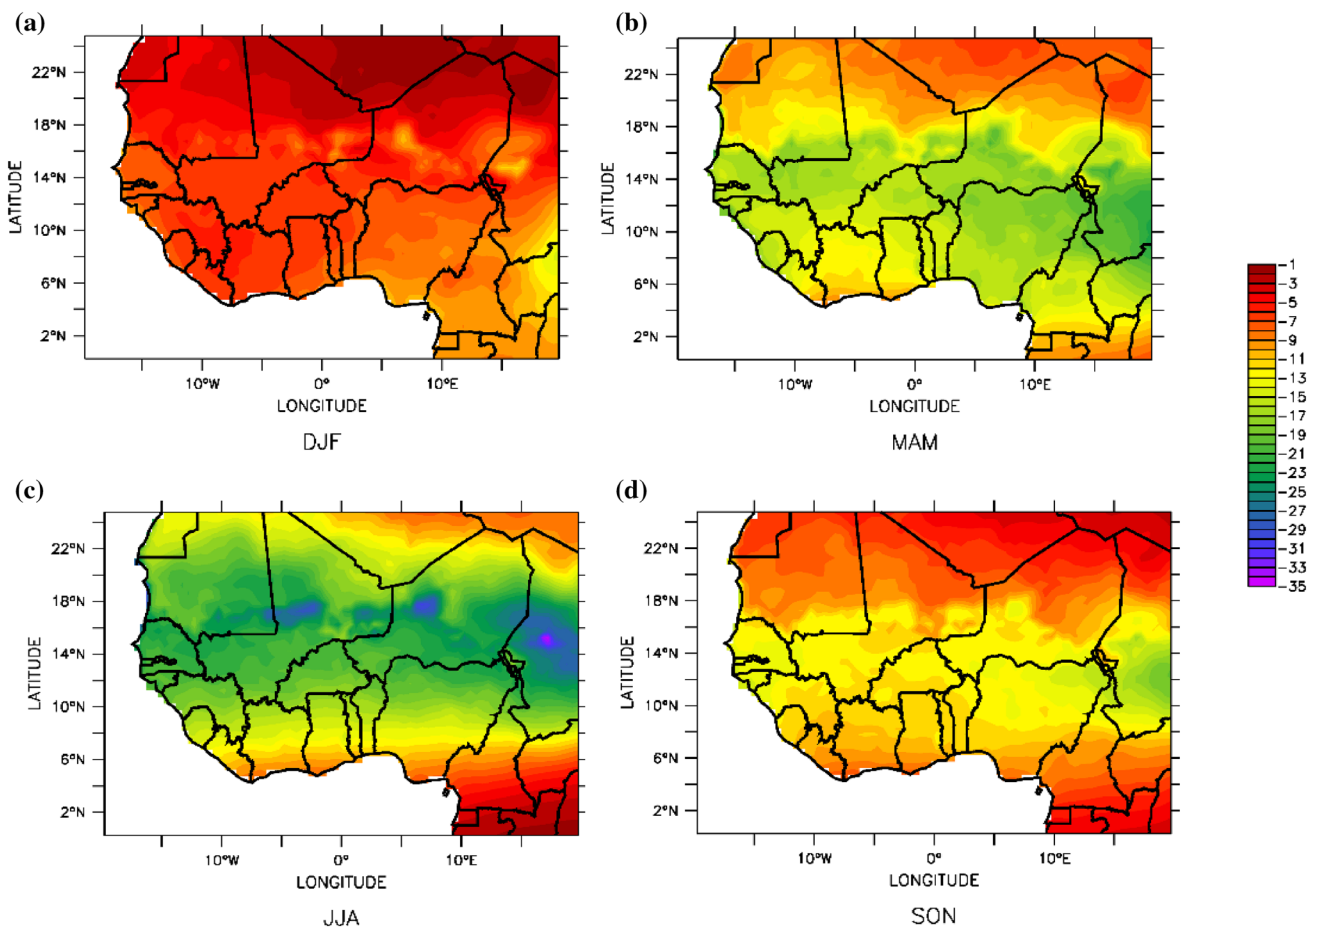 (a)
22°N
18°N
14°N
10°N
6°N
2°N
LATITUDE
10°W 0° 10°E
LONGITUDE
DJF
(b)
22°N
18°N
14°N
10°N
6°N
2°N
LATITUDE
10°W 0° 10°E
LONGITUDE
MAM
(c)
22°N
18°N
14°N
10°N
6°N
2°N
LATITUDE
10°W 0° 10°E
LONGITUDE
JJA
(d)
22°N
18°N
14°N
10°N
6°N
2°N
LATITUDE
10°W 0° 10°E
LONGITUDE
SON
-1
-3
-5
-7
-9
-11
-13
-15
-17
-19
-21
-23
-25
-27
-29
-31
-33
-35